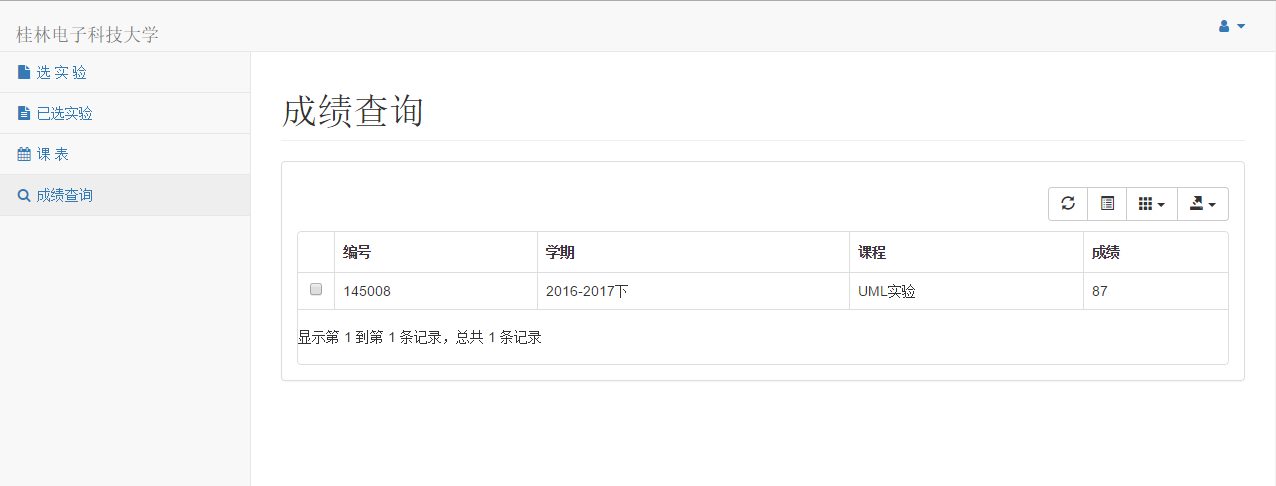 桂林电子科技大学
选 实 验
已选实验
课 表
成绩查询
成绩查询
编号 学期 课程 成绩
145008 2016-2017下 UML实验 87
显示第 1 到第 1 条记录，总共 1 条记录